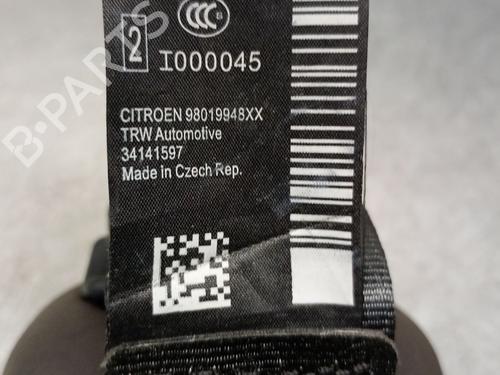 CCC S
2 I000045
CITROEN 98019948XX
TRW Automotive
34141597
Made in Czech Rep.
B-PARTS